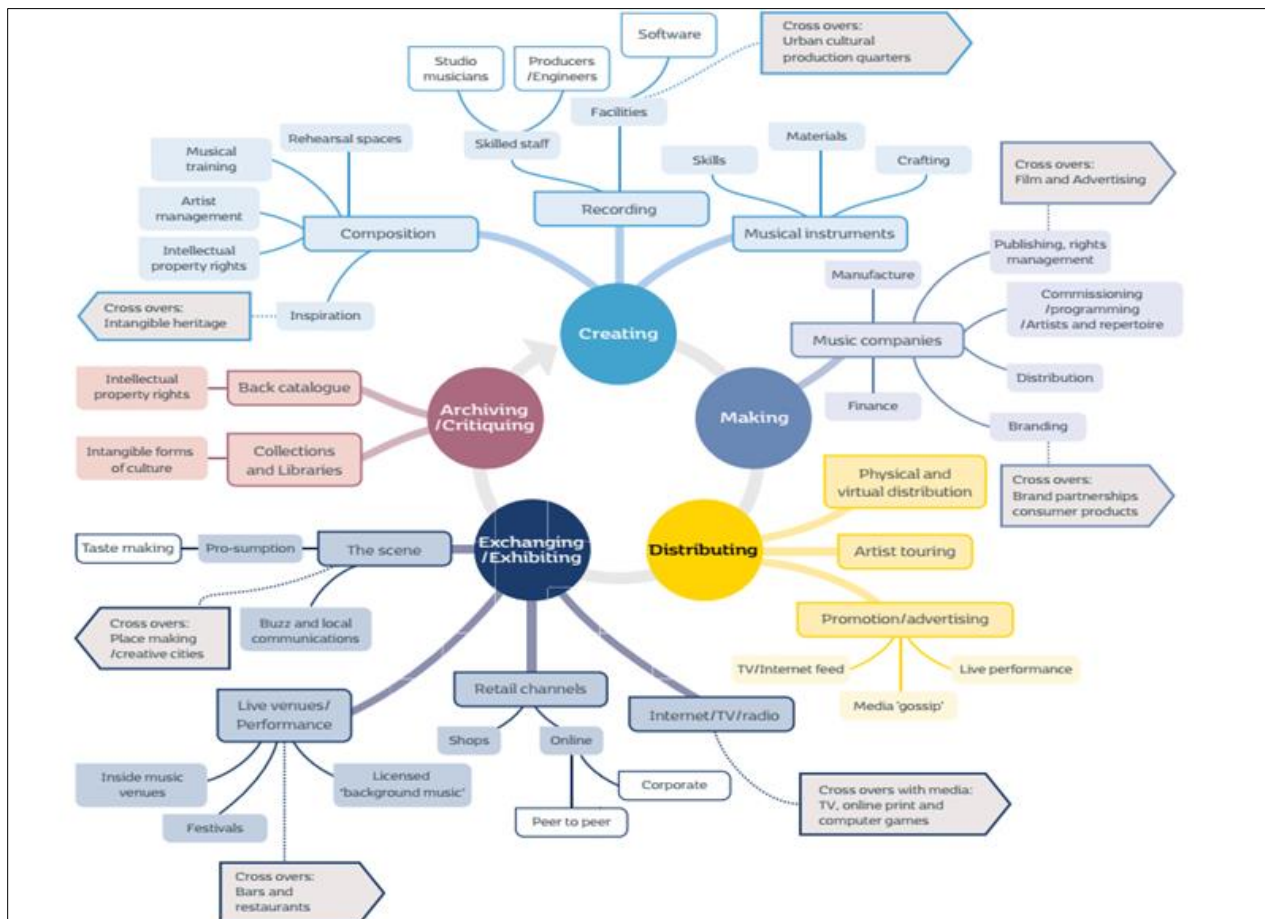 Software
Cross overs:
Urban cultural
production quarters
Studio
musicians
Producers
/Engineers
Facilities
Skilled staff
Recording
Rehearsal spaces
Musical
training
Artist
management
Intellectual
property rights
Composition
Inspiration
Cross overs:
Intangible heritage
Materials
Skills
Crafting
Musical instruments
Creating
Cross overs:
Film and Advertising
Publishing, rights
management
Manufacture
Commissioning
/programming
/Artists and repertoire
Music companies
Distribution
Finance
Branding
Cross overs:
Brand partnerships
consumer products
Making
Intellectual
property rights
Back catalogue
Archiving
/Critiquing
Intangible forms
of culture
Collections
and Libraries
Physical and
virtual distribution
Artist touring
Distributing
Promotion/advertising
TV/Internet feed
Live performance
Media 'gossip'
Exchanging
/Exhibiting
Taste making
Pro-sumption
The scene
Cross overs:
Place making
/creative cities
Buzz and local
communications
Live venues/
Performance
Inside music
venues
Festivals
Licensed
'background music'
Cross overs:
Bars and
restaurants
Retail channels
Shops
Online
Corporate
Peer to peer
Internet/TV/radio
Cross overs with media:
TV, online print and
computer games